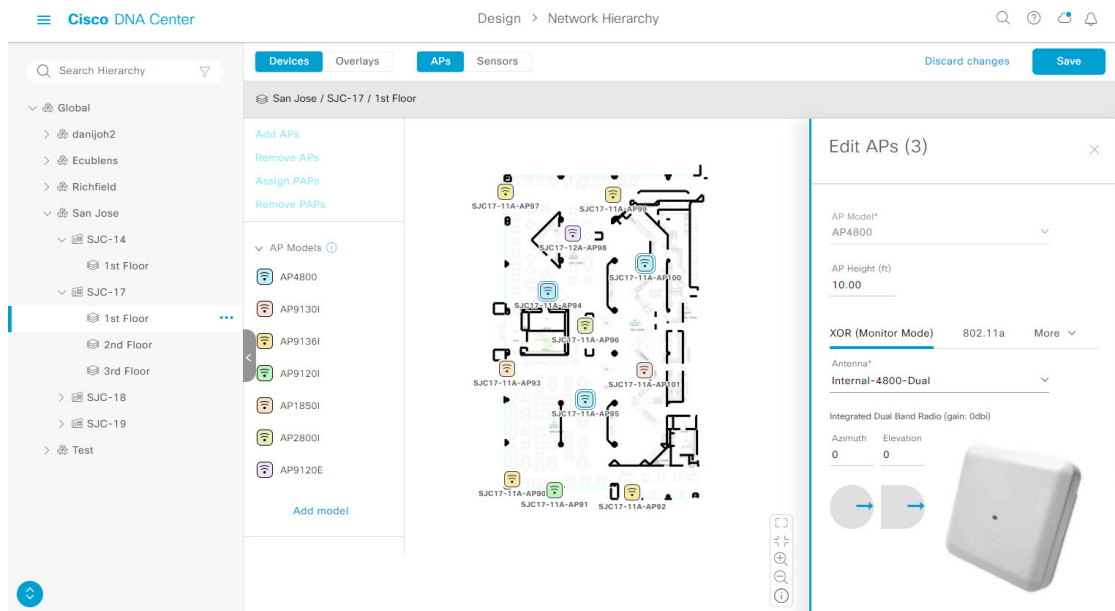 Cisco DNA Center
Design > Network Hierarchy
Search Hierarchy
Global
danijoh2
Ecublens
Richfield
San Jose
SJC-14
1st Floor
SJC-17
1st Floor
2nd Floor
3rd Floor
SJC-18
SJC-19
Test
Devices Overlays APs Sensors
Discard changes Save
San Jose / SJC-17 / 1st Floor
Add APs
Remove APs
Assign PAPs
Remove PAPs
AP Models
AP4800
AP9130I
AP9136I
AP9120I
AP1850I
AP2800I
AP9120E
Add model
SJC17-11A-AP97
SJC17-11A-AP99
SJC17-12A-AP98
SJC17-11A-AP100
SJC17-11A-AP94
SJC17-11A-AP96
SJC17-11A-AP93
SJC17-11A-AP101
SJC17-11A-AP95
SJC17-11A-AP90
SJC17-11A-AP91
SJC17-11A-AP92
Edit APs (3)
AP Model*
AP4800
AP Height (ft)
10.00
XOR (Monitor Mode) 802.11a More
Antenna*
Internal-4800-Dual
Integrated Dual Band Radio (gain: 0dbi)
Azimuth Elevation
0 0